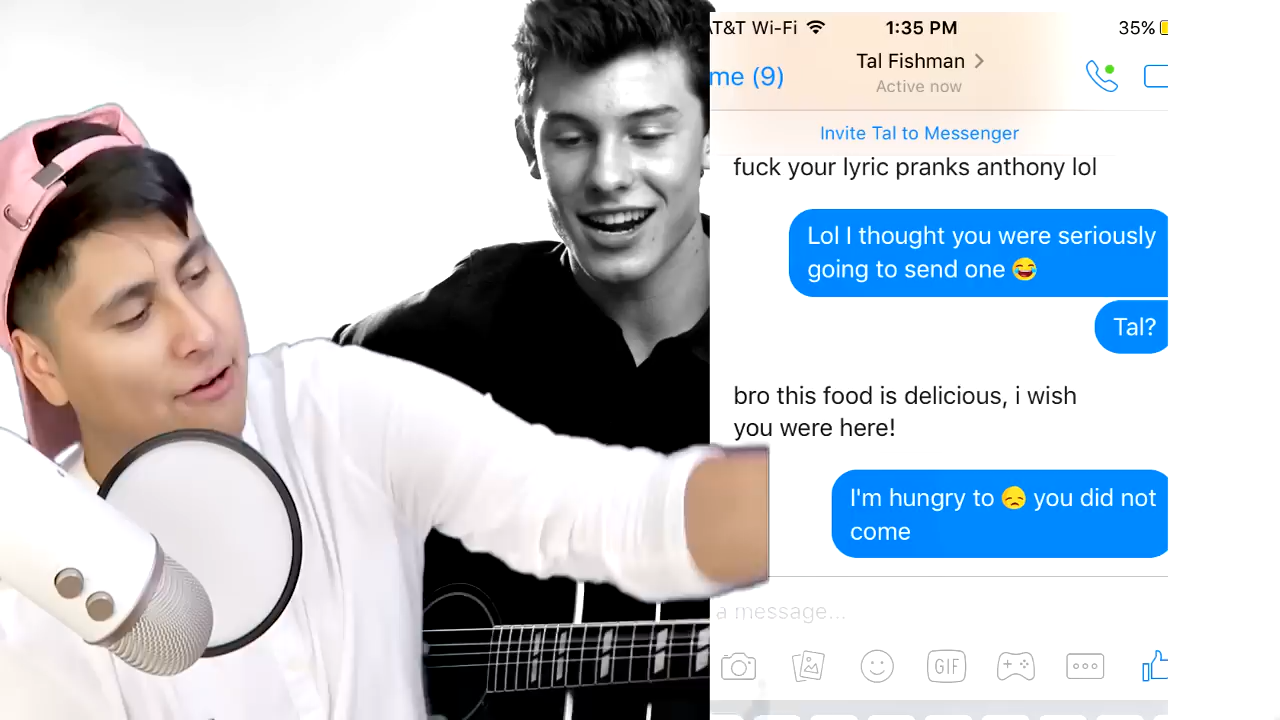 AT&T Wi-Fi 1:35 PM 35%
me (9) Tal Fishman
Active now
Invite Tal to Messenger
fuck your lyric pranks anthony lol
Lol I thought you were seriously
going to send one 😂
Tal?
bro this food is delicious, i wish
you were here!
I'm hungry to 😞 you did not
come
a message...
GIF